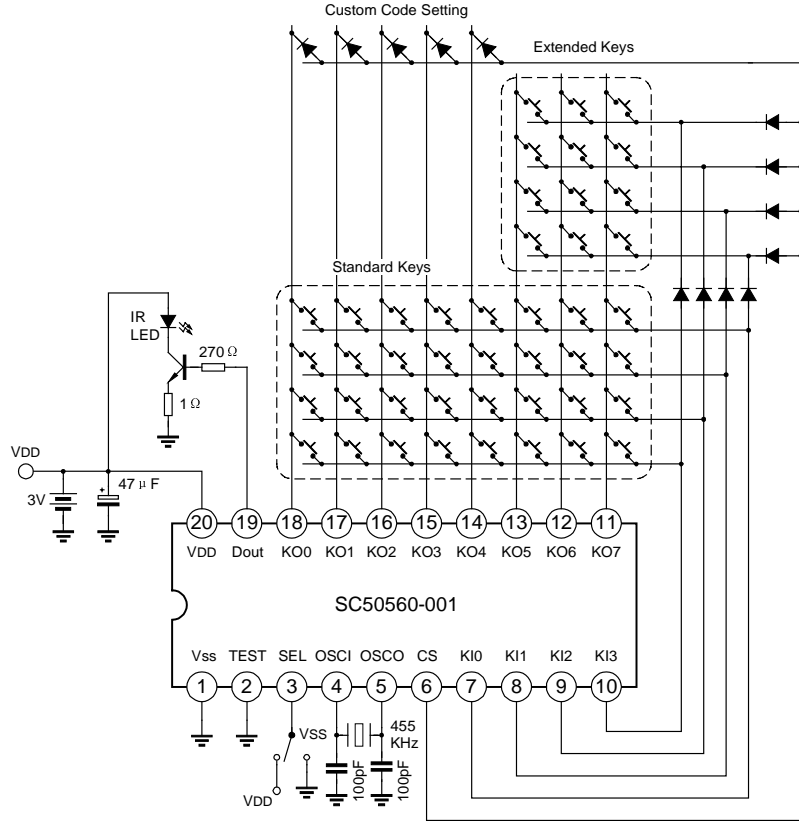 Custom Code Setting
Extended Keys
Standard Keys
IR
LED
270 Ω
1 Ω
VDD
3V
+
47 μ F
20 19 18 17 16 15 14 13 12 11
VDD Dout KO0 KO1 KO2 KO3 KO4 KO5 KO6 KO7
SC50560-001
Vss TEST SEL OSCI OSCO CS KI0 KI1 KI2 KI3
1 2 3 4 5 6 7 8 9 10
VSS
455
KHz
VDD
100pF
100pF